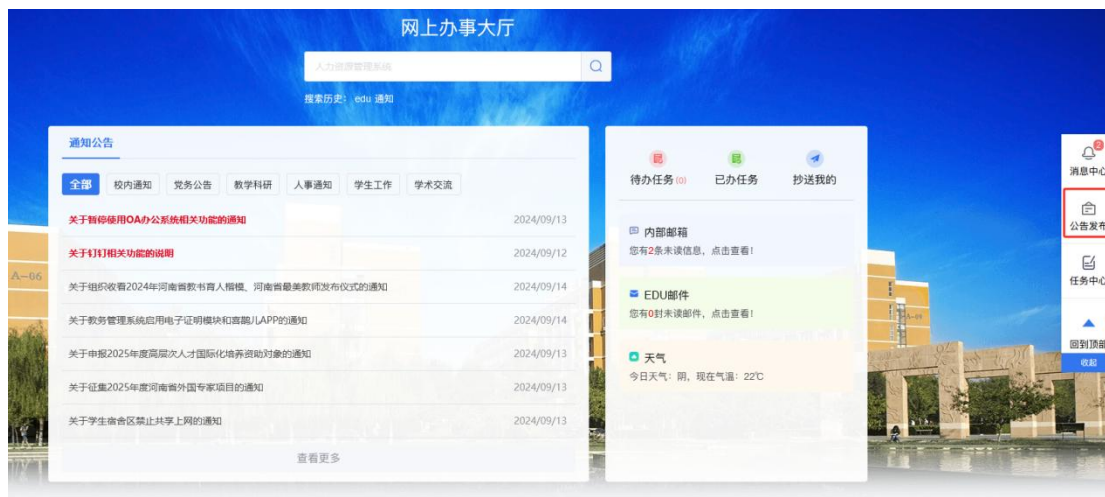 网上办事大厅
人力资源管理系统
搜索历史： edu 通知
通知公告
全部 校内通知 党务公告 教学科研 人事通知 学生工作 学术交流
关于暂停使用OA办公系统相关功能的通知 2024/09/13
关于钉钉相关功能的说明 2024/09/12
关于组织收看2024年河南省教书育人楷模、河南省最美教师发布仪式的通知 2024/09/14
关于教务管理系统启用电子证明模块和喜鹊儿APP的通知 2024/09/14
关于申报2025年度高层次人才国际化培养资助对象的通知 2024/09/13
关于征集2025年度河南省外国专家项目的通知 2024/09/13
关于学生宿舍区禁止共享上网的通知 2024/09/13
查看更多
待办任务(0) 已办任务 抄送我的
内部邮箱
您有2条未读信息，点击查看！
EDU邮件
您有0封未读邮件，点击查看！
天气
今日天气：阴，现在气温：22℃
2
消息中心
公告发布
任务中心
回到顶部
收起
A-06